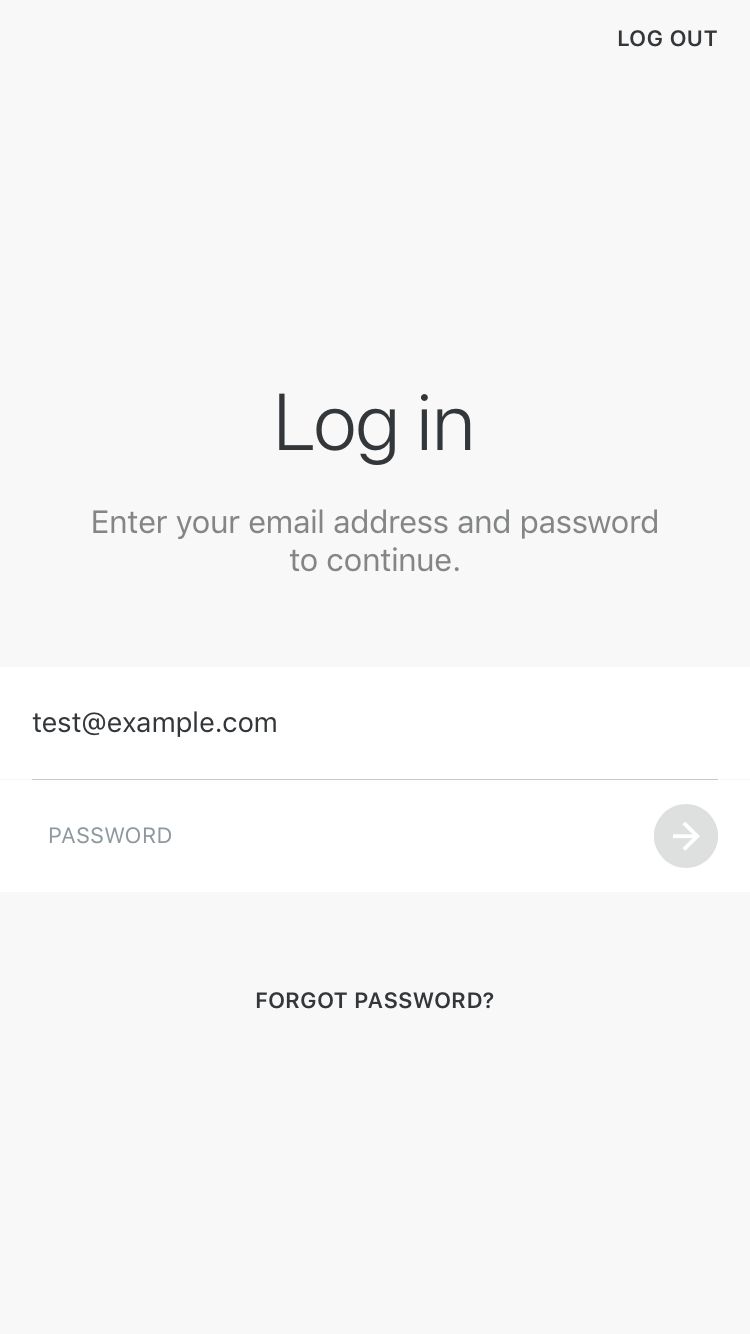 LOG OUT
Log in
Enter your email address and password
to continue.
test@example.com
PASSWORD
FORGOT PASSWORD?